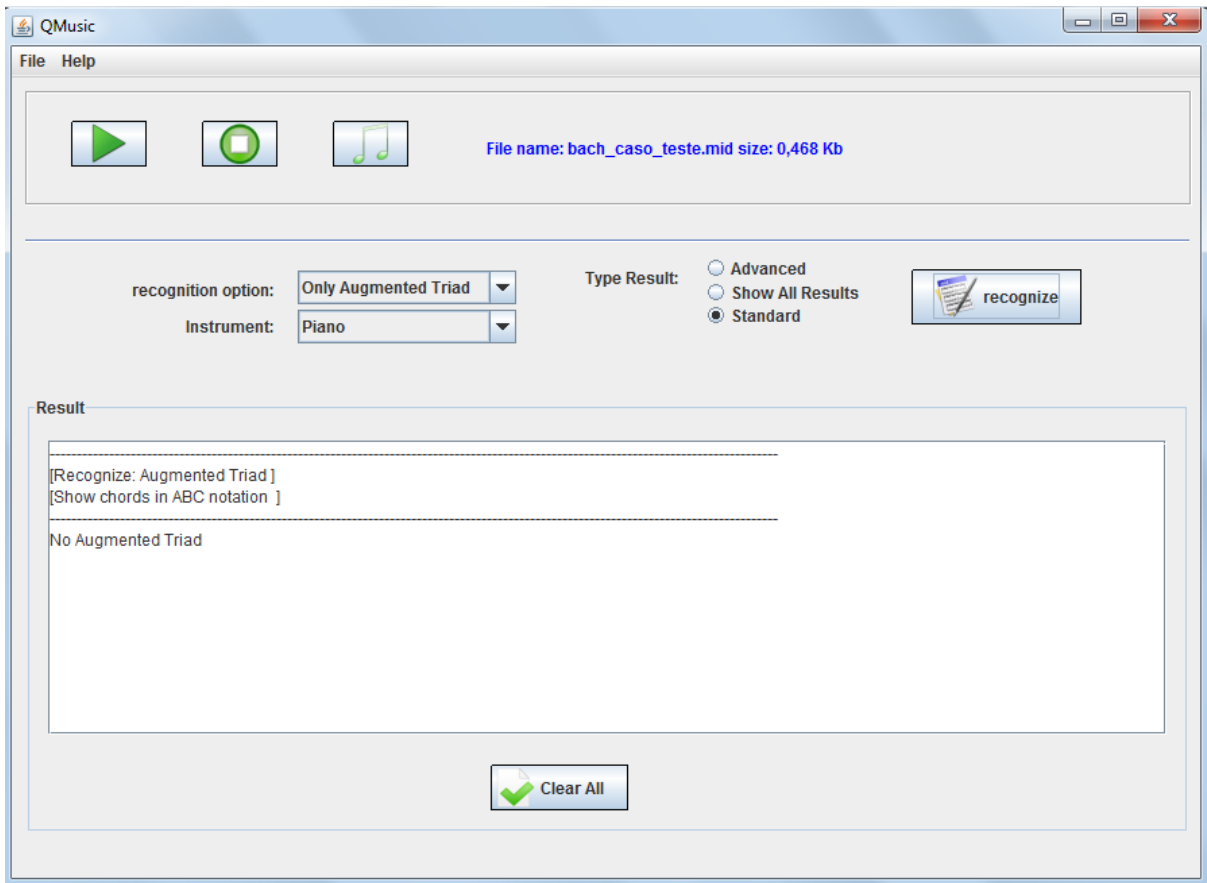 QMusic
File Help
File name: bach_caso_teste.mid size: 0,468 Kb
recognition option:
Only Augmented Triad
Instrument:
Piano
Type Result:
Advanced
Show All Results
Standard
recognize
Result
--------------------------------------------------------------------------------
[Recognize: Augmented Triad ]
[Show chords in ABC notation  ]
--------------------------------------------------------------------------------
No Augmented Triad
Clear All